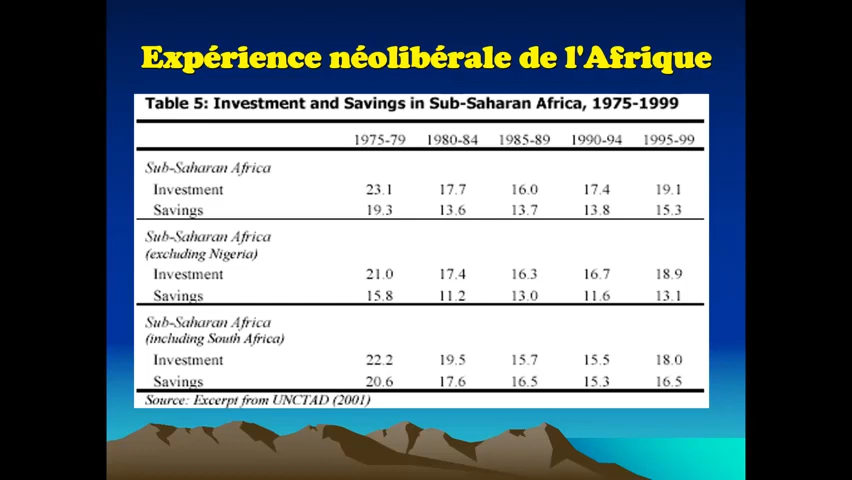 Expérience néolibérale de l'Afrique
Table 5: Investment and Savings in Sub-Saharan Africa, 1975-1999
1975-79 1980-84 1985-89 1990-94 1995-99
Sub-Saharan Africa
Investment 23.1 17.7 16.0 17.4 19.1
Savings 19.3 13.6 13.7 13.8 15.3
Sub-Saharan Africa
(excluding Nigeria)
Investment 21.0 17.4 16.3 16.7 18.9
Savings 15.8 11.2 13.0 11.6 13.1
Sub-Saharan Africa
(including South Africa)
Investment 22.2 19.5 15.7 15.5 18.0
Savings 20.6 17.6 16.5 15.3 16.5
Source: Excerpt from UNCTAD (2001)